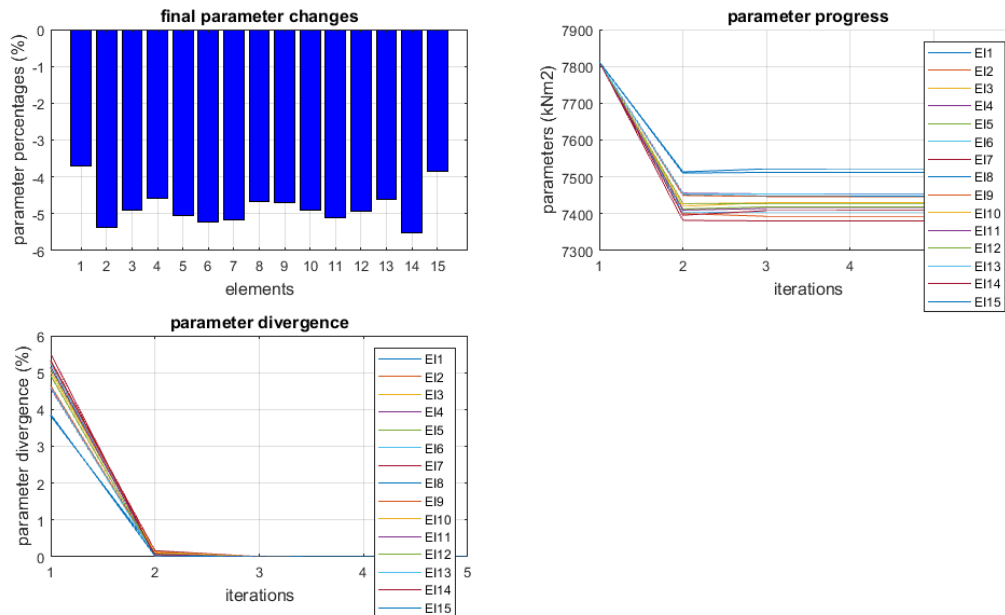 final parameter changes
parameter percentages (%)
0
-1
-2
-3
-4
-5
-6
1 2 3 4 5 6 7 8 9 10 11 12 13 14 15
elements
parameter progress
parameters (kNm2)
7900
7800
7700
7600
7500
7400
7300
1 2 3 4
iterations
EI1
EI2
EI3
EI4
EI5
EI6
EI7
EI8
EI9
EI10
EI11
EI12
EI13
EI14
EI15
parameter divergence
parameter divergence (%)
6
5
4
3
2
1
0
1 2 3 4 5
iterations
EI1
EI2
EI3
EI4
EI5
EI6
EI7
EI8
EI9
EI10
EI11
EI12
EI13
EI14
EI15